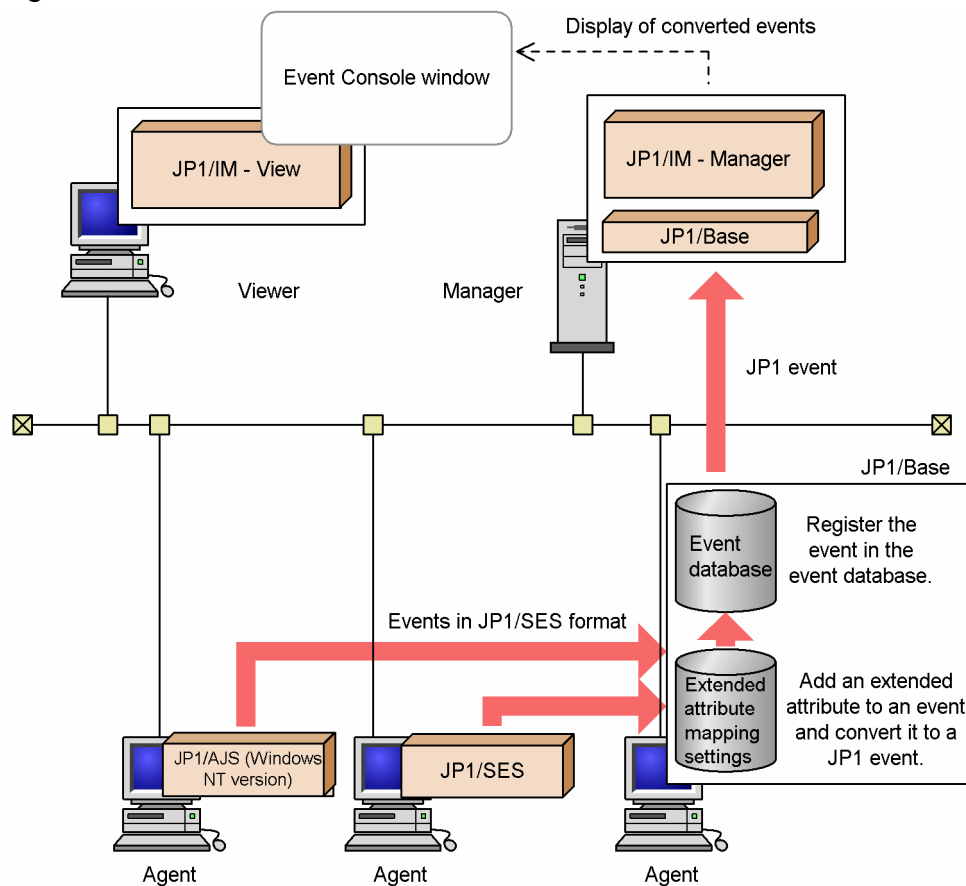 Display of converted events
Event Console window
JP1/IM - View
JP1/IM - Manager
JP1/Base
Viewer
Manager
JP1 event
JP1/Base
Event
database
Register the
event in the
event database.
Events in JP1/SES format
Extended
attribute
mapping
settings
Add an extended
attribute to an event
and convert it to a
JP1 event.
JP1/AJS (Windows
NT version)
JP1/SES
Agent
Agent
Agent